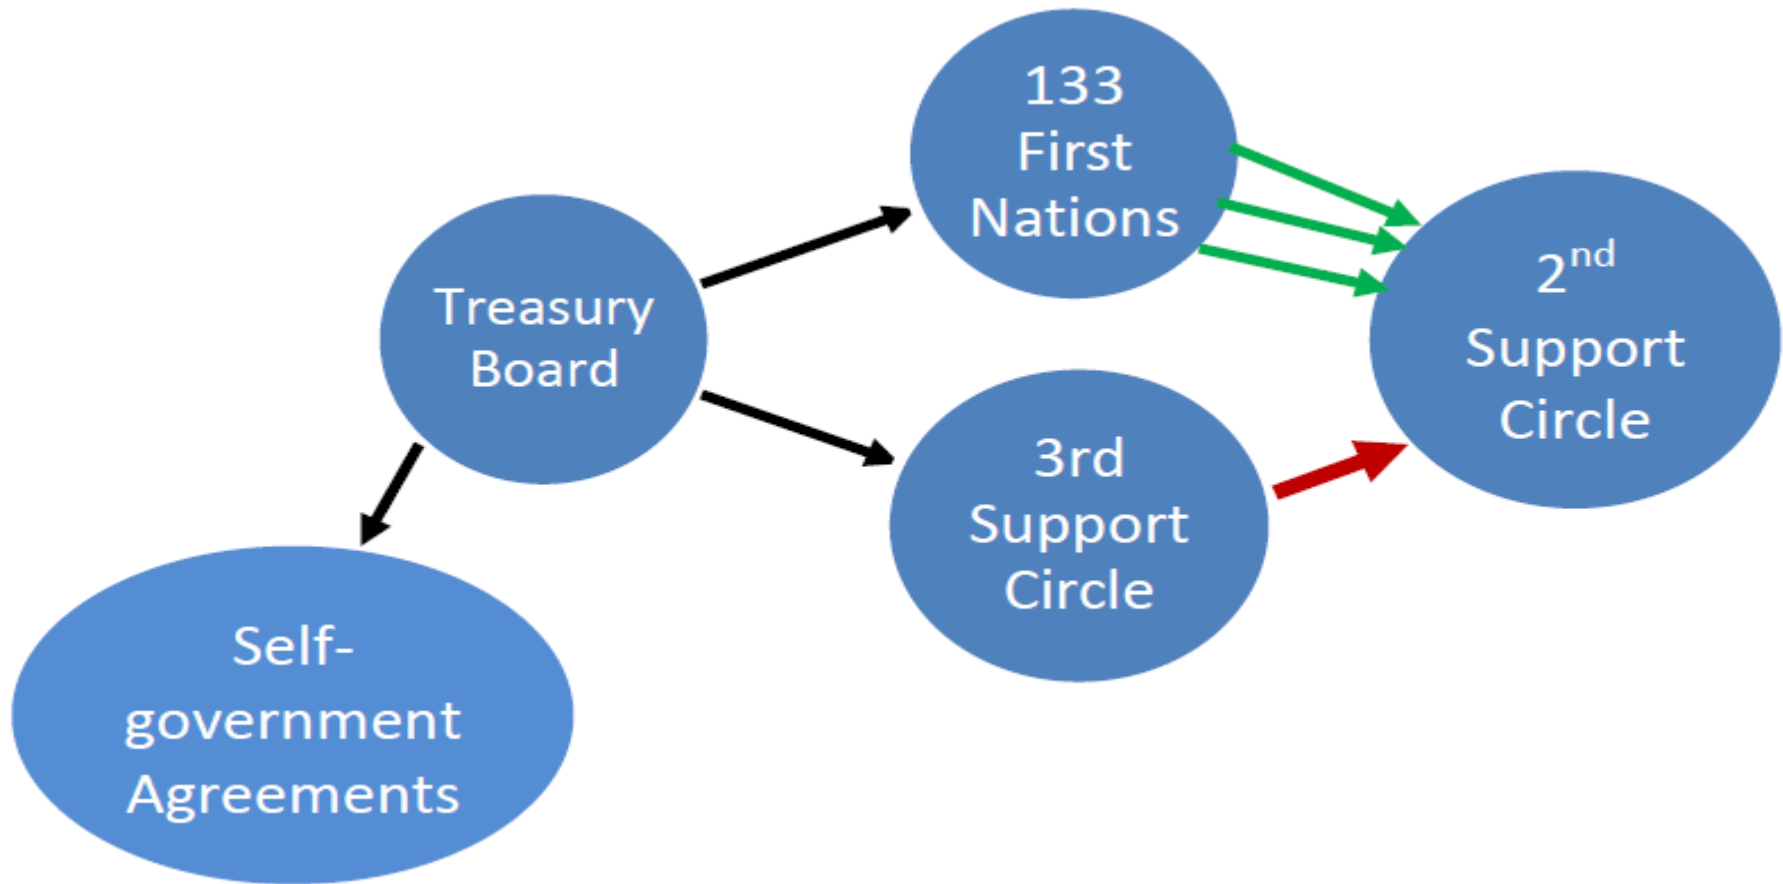 133
First
Nations
Treasury
Board
2nd
Support
Circle
3rd
Support
Circle
Self-
government
Agreements